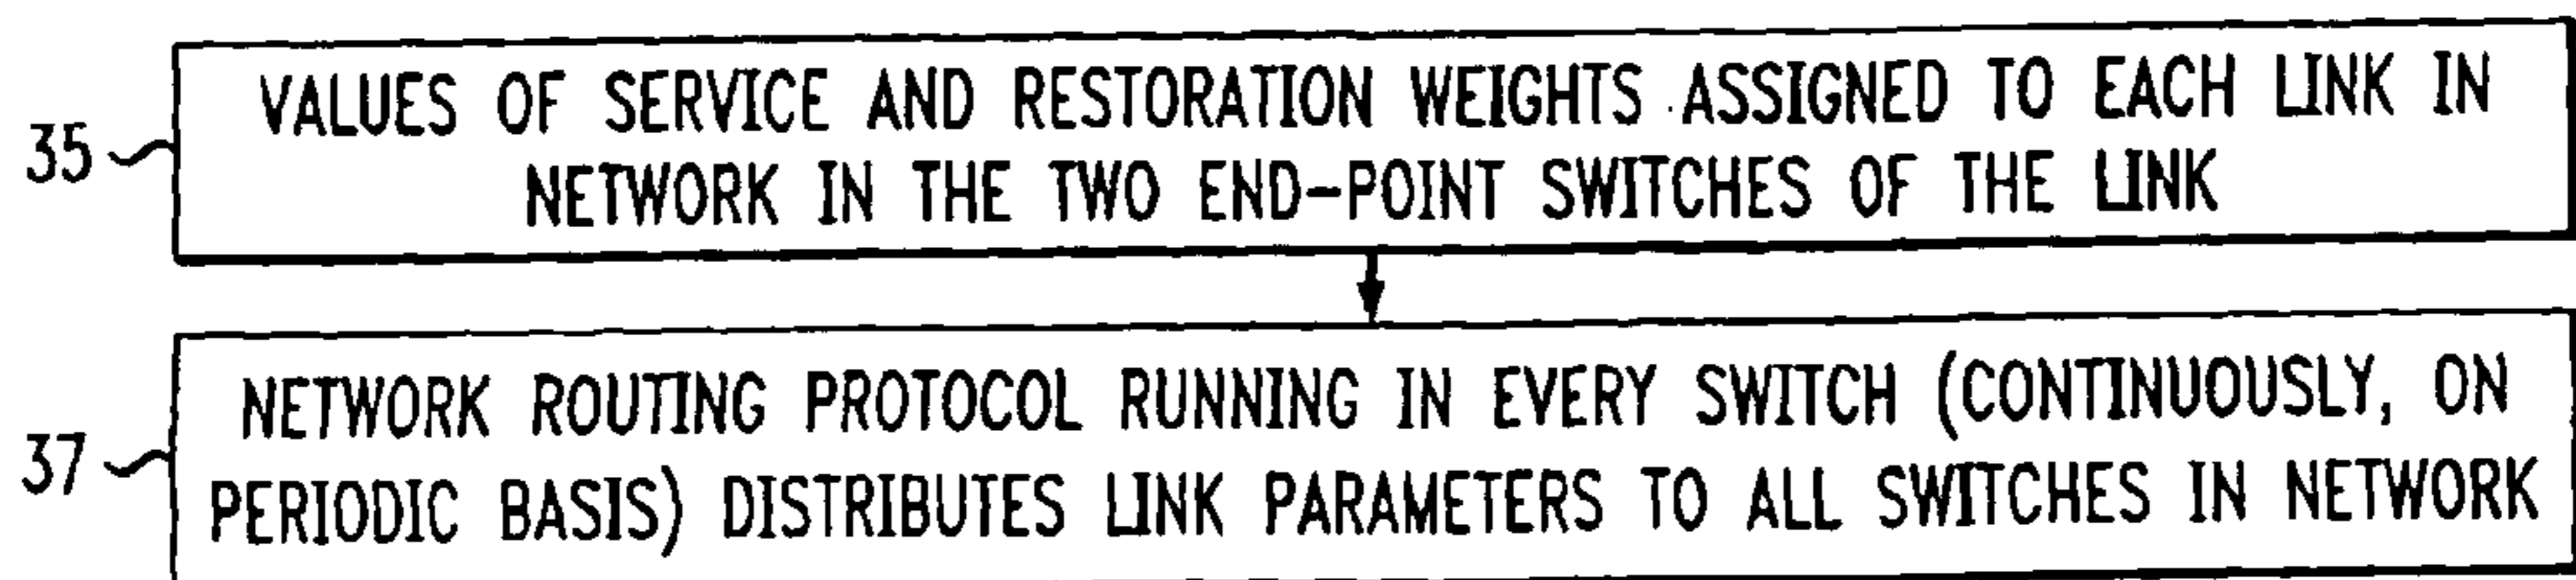 35
VALUES OF SERVICE AND RESTORATION WEIGHTS ASSIGNED TO EACH LINK IN
NETWORK IN THE TWO END-POINT SWITCHES OF THE LINK
37
NETWORK ROUTING PROTOCOL RUNNING IN EVERY SWITCH (CONTINUOUSLY, ON
PERIODIC BASIS) DISTRIBUTES LINK PARAMETERS TO ALL SWITCHES IN NETWORK